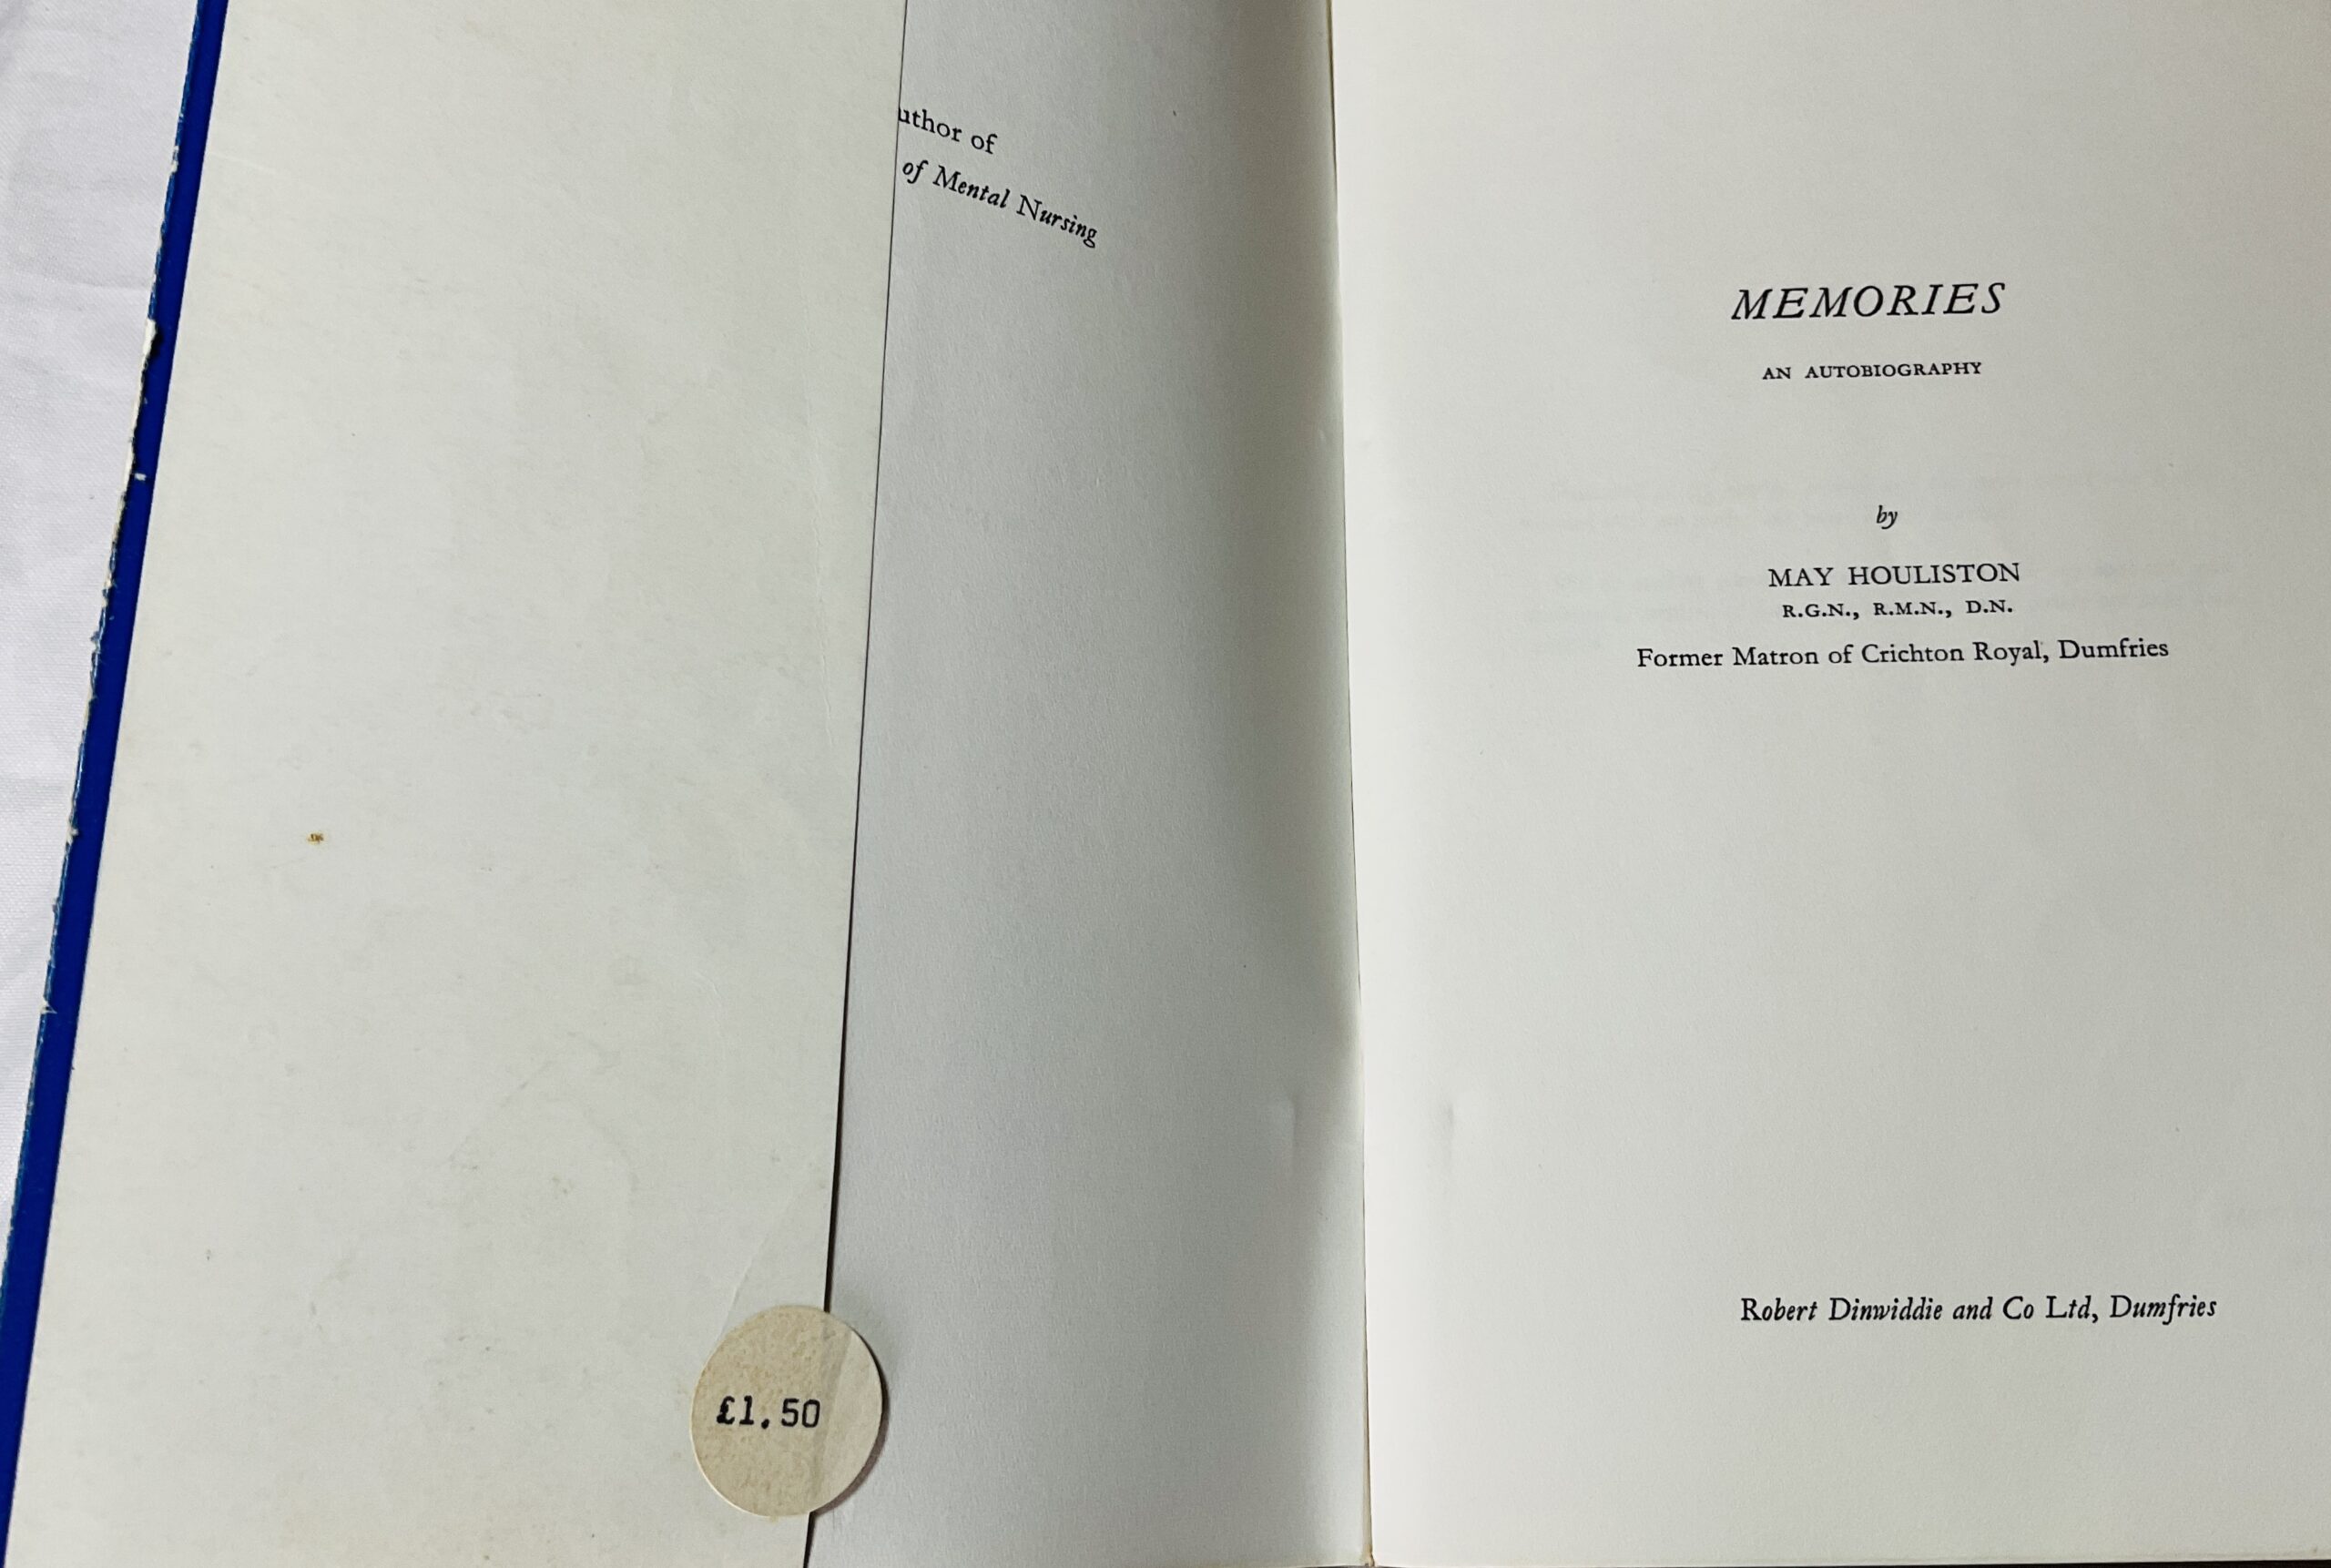 uthor of
of Mental Nursing
£1.50
MEMORIES
AN AUTOBIOGRAPHY
by
MAY HOULISTON
R.G.N., R.M.N., D.N.
Former Matron of Crichton Royal, Dumfries
Robert Dinwiddie and Co Ltd, Dumfries